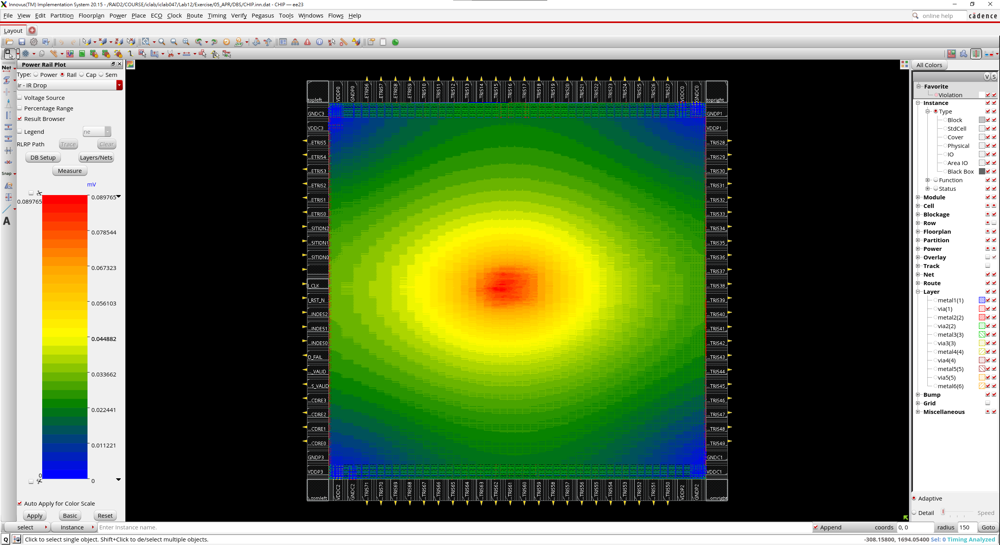 Innovus(TM) Implementation System 20.15 - /RAID2/COURSE/iclab/iclab047/Lab12/Exercise/05_APR/DBS/CHIP.inn.dat - CHIP — ee23
File View Edit Partition Floorplan Power Place ECO Clock Route Timing Verify Pegasus Tools Windows Flows Help
online help
cādence
Layout
Net
Snap
A
Power Rail Plot
Type: Power Rail Cap Sem
ir - IR Drop
Voltage Source
Percentage Range
Result Browser
Legend ne
RLRP Path Trace Clear
DB Setup Layers/Nets
Measure
mV
0.089765
0.089765
0.078544
0.067323
0.056103
0.044882
0.033662
0.022441
0.011221
0
0
Auto Apply for Color Scale
Apply Basic Reset
topleft
VDDP0
GNDP0
...ETRIS6
...ETRIS7
...ETRIS8
...ETRIS9
...TRIS10
...TRIS11
...TRIS12
...TRIS13
...TRIS14
...TRIS15
...TRIS16
...TRIS17
...TRIS18
...TRIS19
...TRIS20
...TRIS21
...TRIS22
...TRIS23
...TRIS24
...TRIS25
...TRIS26
...TRIS27
VDDC0
GNDC0
topright
GNDC3
VDDC3
...ETRIS5
...ETRIS4
...ETRIS3
...ETRIS2
...ETRIS1
...ETRIS0
...SITION2
...SITION1
...SITION0
I_CLK
I_RST_N
...INOES2
...INOES1
...INOES0
O_FAIL
..._VALID
...S_VALID
...CORE3
...CORE2
...CORE1
...CORE0
GNDP3
VDDP3
GNDP1
VDDP1
...TRIS28
...TRIS29
...TRIS30
...TRIS31
...TRIS32
...TRIS33
...TRIS34
...TRIS35
...TRIS36
...TRIS37
...TRIS38
...TRIS39
...TRIS40
...TRIS41
...TRIS42
...TRIS43
...TRIS44
...TRIS45
...TRIS46
...TRIS47
...TRIS48
...TRIS49
GNDC1
VDDC1
...tomleft
VDDC2
GNDC2
...TRIS71
...TRIS70
...TRIS69
...TRIS68
...TRIS67
...TRIS66
...TRIS65
...TRIS64
...TRIS63
...TRIS62
...TRIS61
...TRIS60
...TRIS59
...TRIS58
...TRIS57
...TRIS56
...TRIS55
...TRIS54
...TRIS53
...TRIS52
...TRIS51
...TRIS50
VDDP2
GNDP2
...omright
All Colors
V S
Favorite
Violation
Instance
Type
Block
StdCell
Cover
Physical
IO
Area IO
Black Box
Function
Status
Module
Cell
Blockage
Row
Floorplan
Partition
Power
Overlay
Track
Net
Route
Layer
metal1(1)
via(1)
metal2(2)
via2(2)
metal3(3)
via3(3)
metal4(4)
via4(4)
metal5(5)
via5(5)
metal6(6)
Bump
Grid
Miscellaneous
Adaptive
Detail Speed
select Instance Enter Instance name. Append coords 0, 0 radius 150 Goto
Q Click to select single object. Shift+Click to de/select multiple objects. -308.15800, 1694.05400 Sel: 0 Timing Analyzed